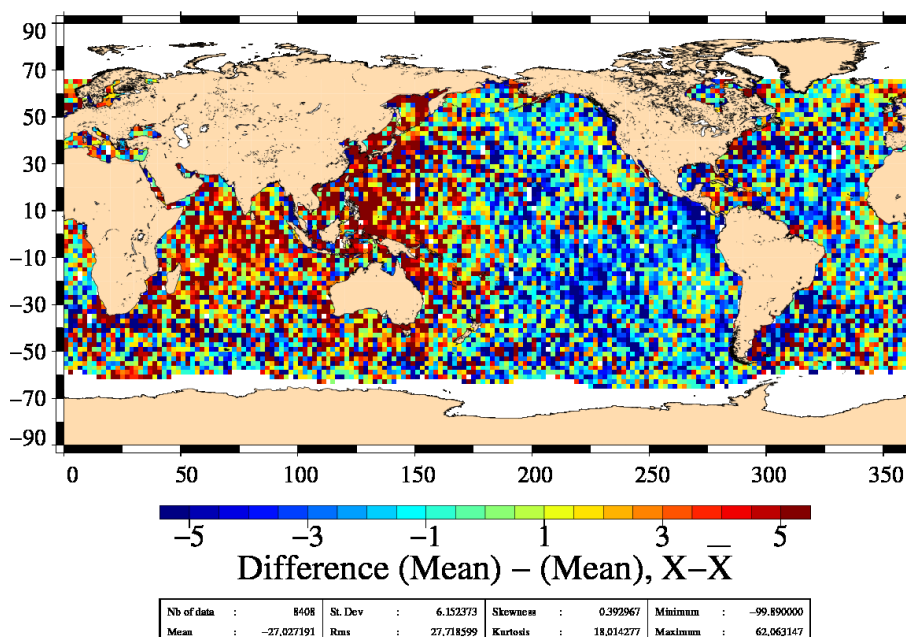 90
70
50
30
10
−10
−30
−50
−70
−90
0 50 100 150 200 250 300 350
−5 −3 −1 1 3 5
Difference (Mean) − (Mean), X−X̅
Nb of data : 8408 St. Dev : 6.152373 Skewness : 0.392967 Minimum : −99.890000
Mean : −27.027191 Rms : 27.718599 Kurtosis : 18.014277 Maximum : 62.063147